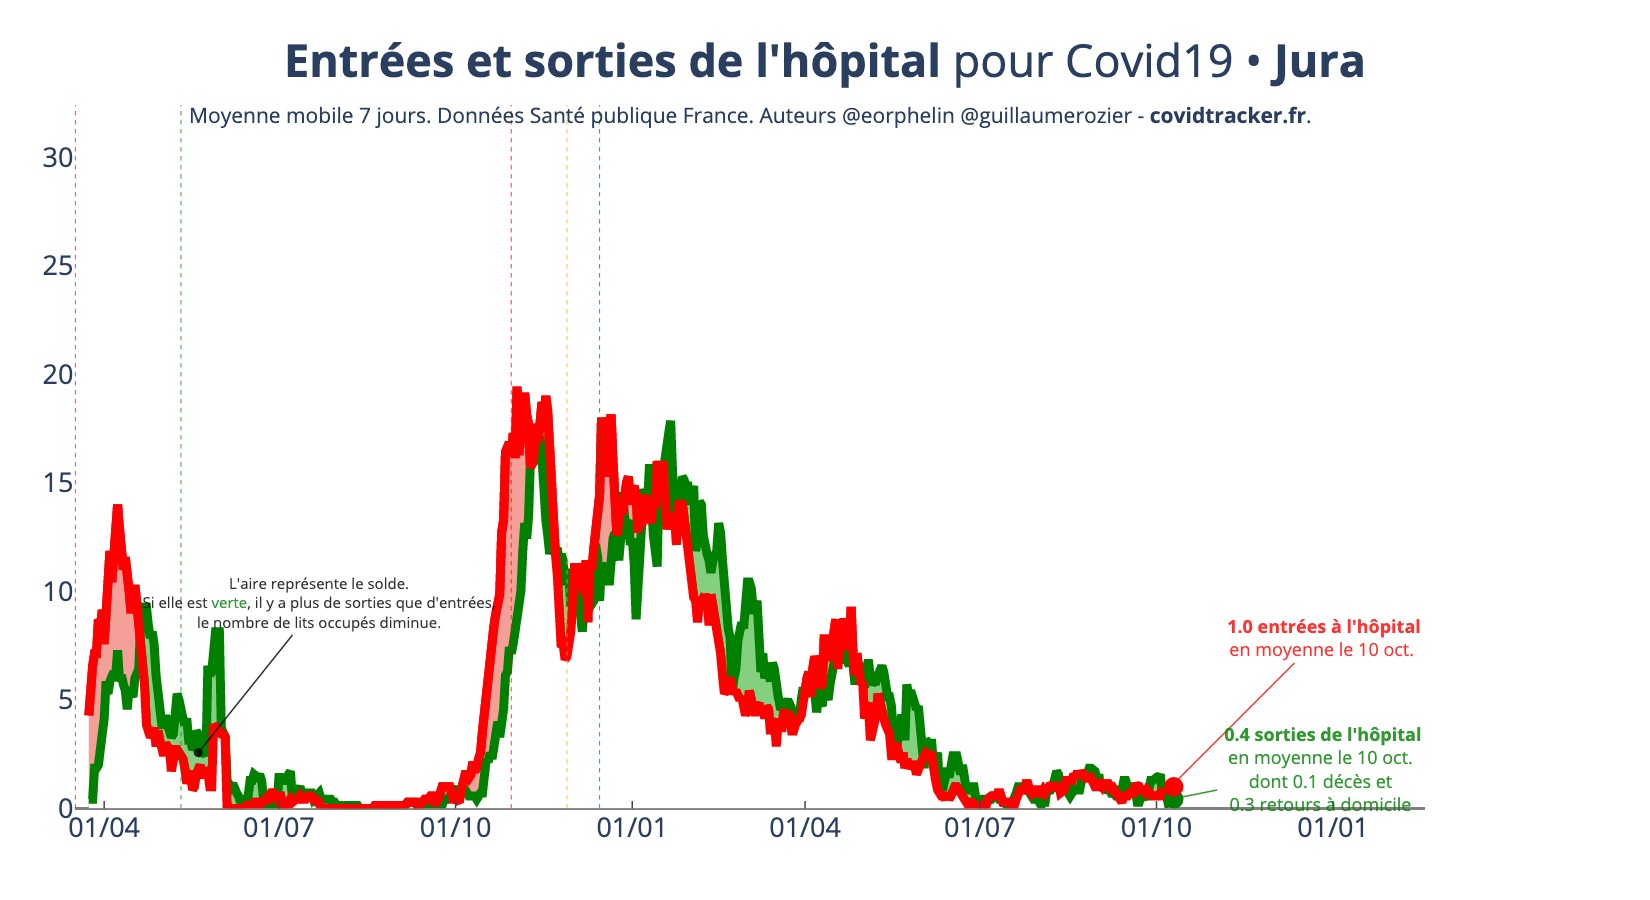 Entrées et sorties de l'hôpital pour Covid19 • Jura
Moyenne mobile 7 jours. Données Santé publique France. Auteurs @eorphelin @guillaumerozier - covidtracker.fr.
30
25
20
15
10
5
0
L'aire représente le solde.
Si elle est verte, il y a plus de sorties que d'entrées,
le nombre de lits occupés diminue.
1.0 entrées à l'hôpital
en moyenne le 10 oct.
0.4 sorties de l'hôpital
en moyenne le 10 oct.
dont 0.1 décès et
0.3 retours à domicile
01/04
01/07
01/10
01/01
01/04
01/07
01/10
01/01